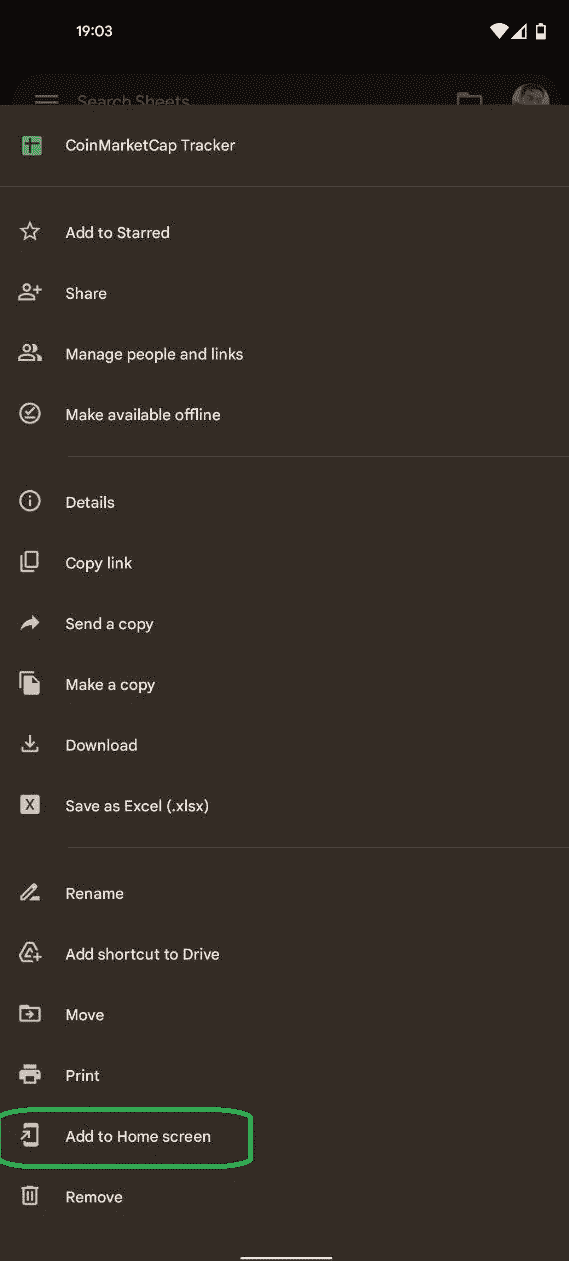 19:03
Search Sheets
CoinMarketCap Tracker
Add to Starred
Share
Manage people and links
Make available offline
Details
Copy link
Send a copy
Make a copy
Download
X Save as Excel (.xlsx)
Rename
Add shortcut to Drive
Move
Print
Add to Home screen
Remove